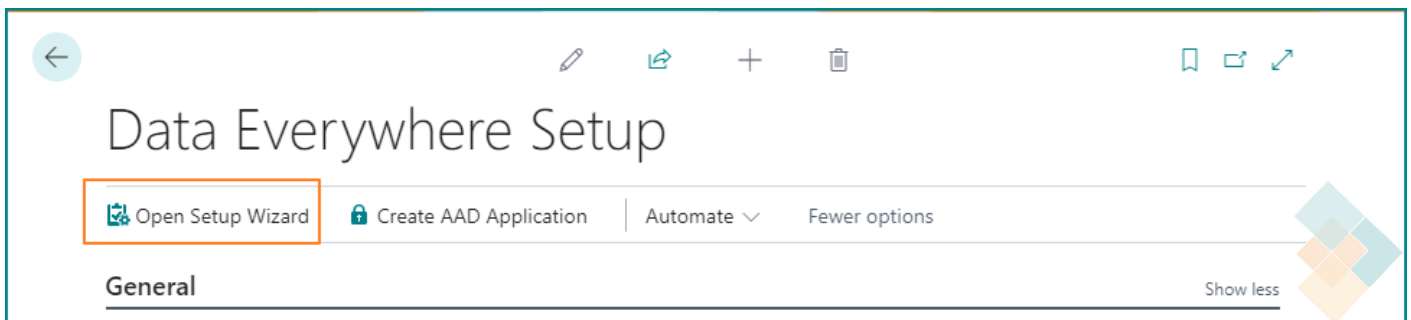 Data Everywhere Setup
Open Setup Wizard Create AAD Application Automate Fewer options
General Show less